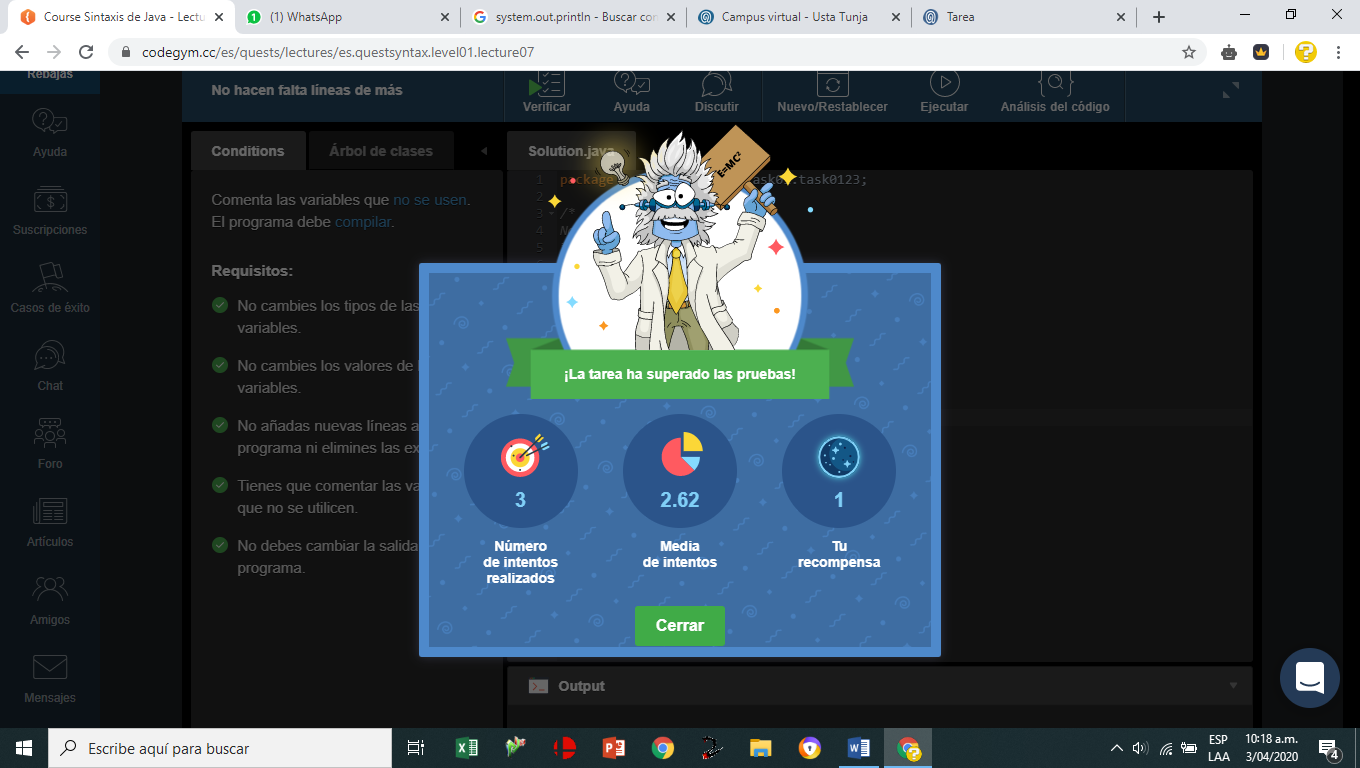 Course Sintaxis de Java - Lectu
(1) WhatsApp
system.out.println - Buscar con
Campus virtual - Usta Tunja
Tarea
codegym.cc/es/quests/lectures/es.questsyntax.level01.lecture07
Rebajas
Ayuda
Suscripciones
Casos de éxito
Chat
Foro
Artículos
Amigos
Mensajes
No hacen falta líneas de más
Verificar
Ayuda
Discutir
Nuevo/Restablecer
Ejecutar
Análisis del código
Conditions
Árbol de clases
Comenta las variables que no se usen.
El programa debe compilar.
Requisitos:
No cambies los tipos de las
variables.
No cambies los valores de
variables.
No añadas nuevas líneas a
programa ni elimines las ex
Tienes que comentar las va
que no se utilicen.
No debes cambiar la salida
programa.
Solution.java
1 package .task0123;
2
3 /*
4 N
5
E=MC²
¡La tarea ha superado las pruebas!
3
Número
de intentos
realizados
2.62
Media
de intentos
1
Tu
recompensa
Cerrar
Output
Escribe aquí para buscar
ESP
LAA
10:18 a.m.
3/04/2020
4